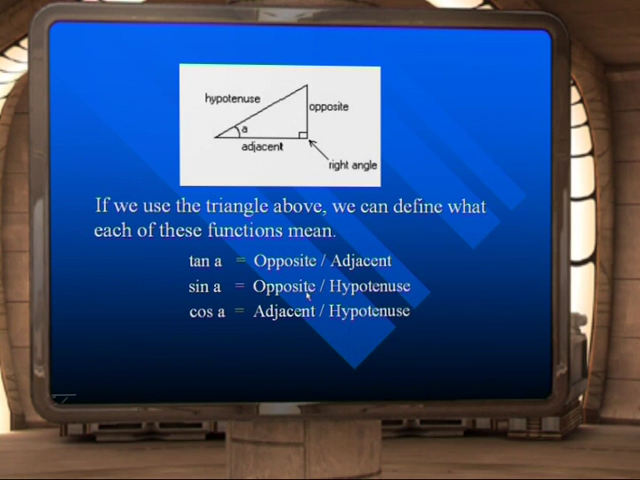 hypotenuse
opposite
a
adjacent
right angle
If we use the triangle above, we can define what
each of these functions mean.
tan a = Opposite / Adjacent
sin a = Opposite / Hypotenuse
cos a = Adjacent / Hypotenuse